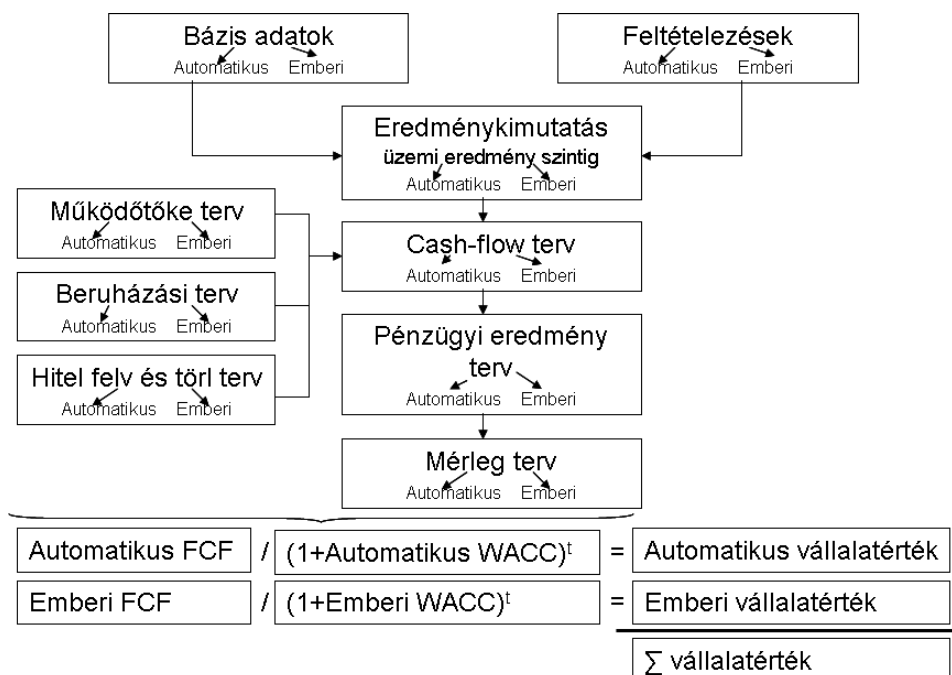 Bázis adatok
Automatikus Emberi
Feltételezések
Automatikus Emberi
Eredménykimutatás
üzemi eredmény szintig
Automatikus Emberi
Működőtőke terv
Automatikus Emberi
Cash-flow terv
Automatikus Emberi
Beruházási terv
Automatikus Emberi
Pénzügyi eredmény
terv
Automatikus Emberi
Hitel felv és törl terv
Automatikus Emberi
Mérleg terv
Automatikus Emberi
Automatikus FCF / (1+Automatikus WACC)ᵗ = Automatikus vállalatérték
Emberi FCF / (1+Emberi WACC)ᵗ = Emberi vállalatérték
∑ vállalatérték